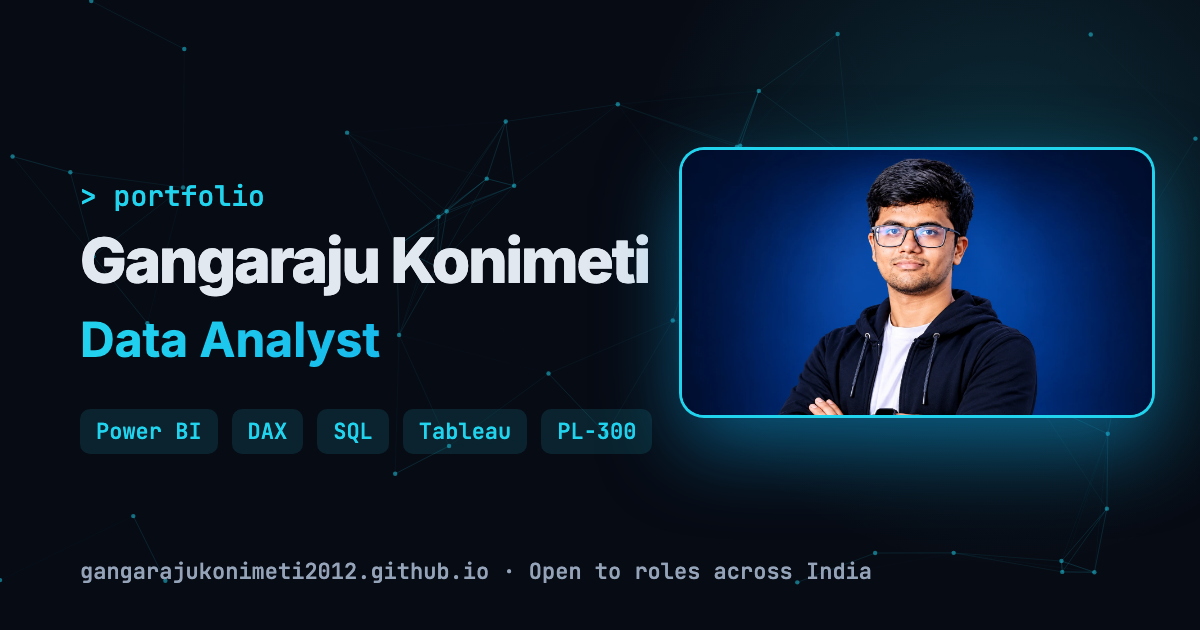 > portfolio
Gangaraju Konimeti
Data Analyst
Power BI DAX SQL Tableau PL-300
gangarajukonimeti2012.github.io · Open to roles across India